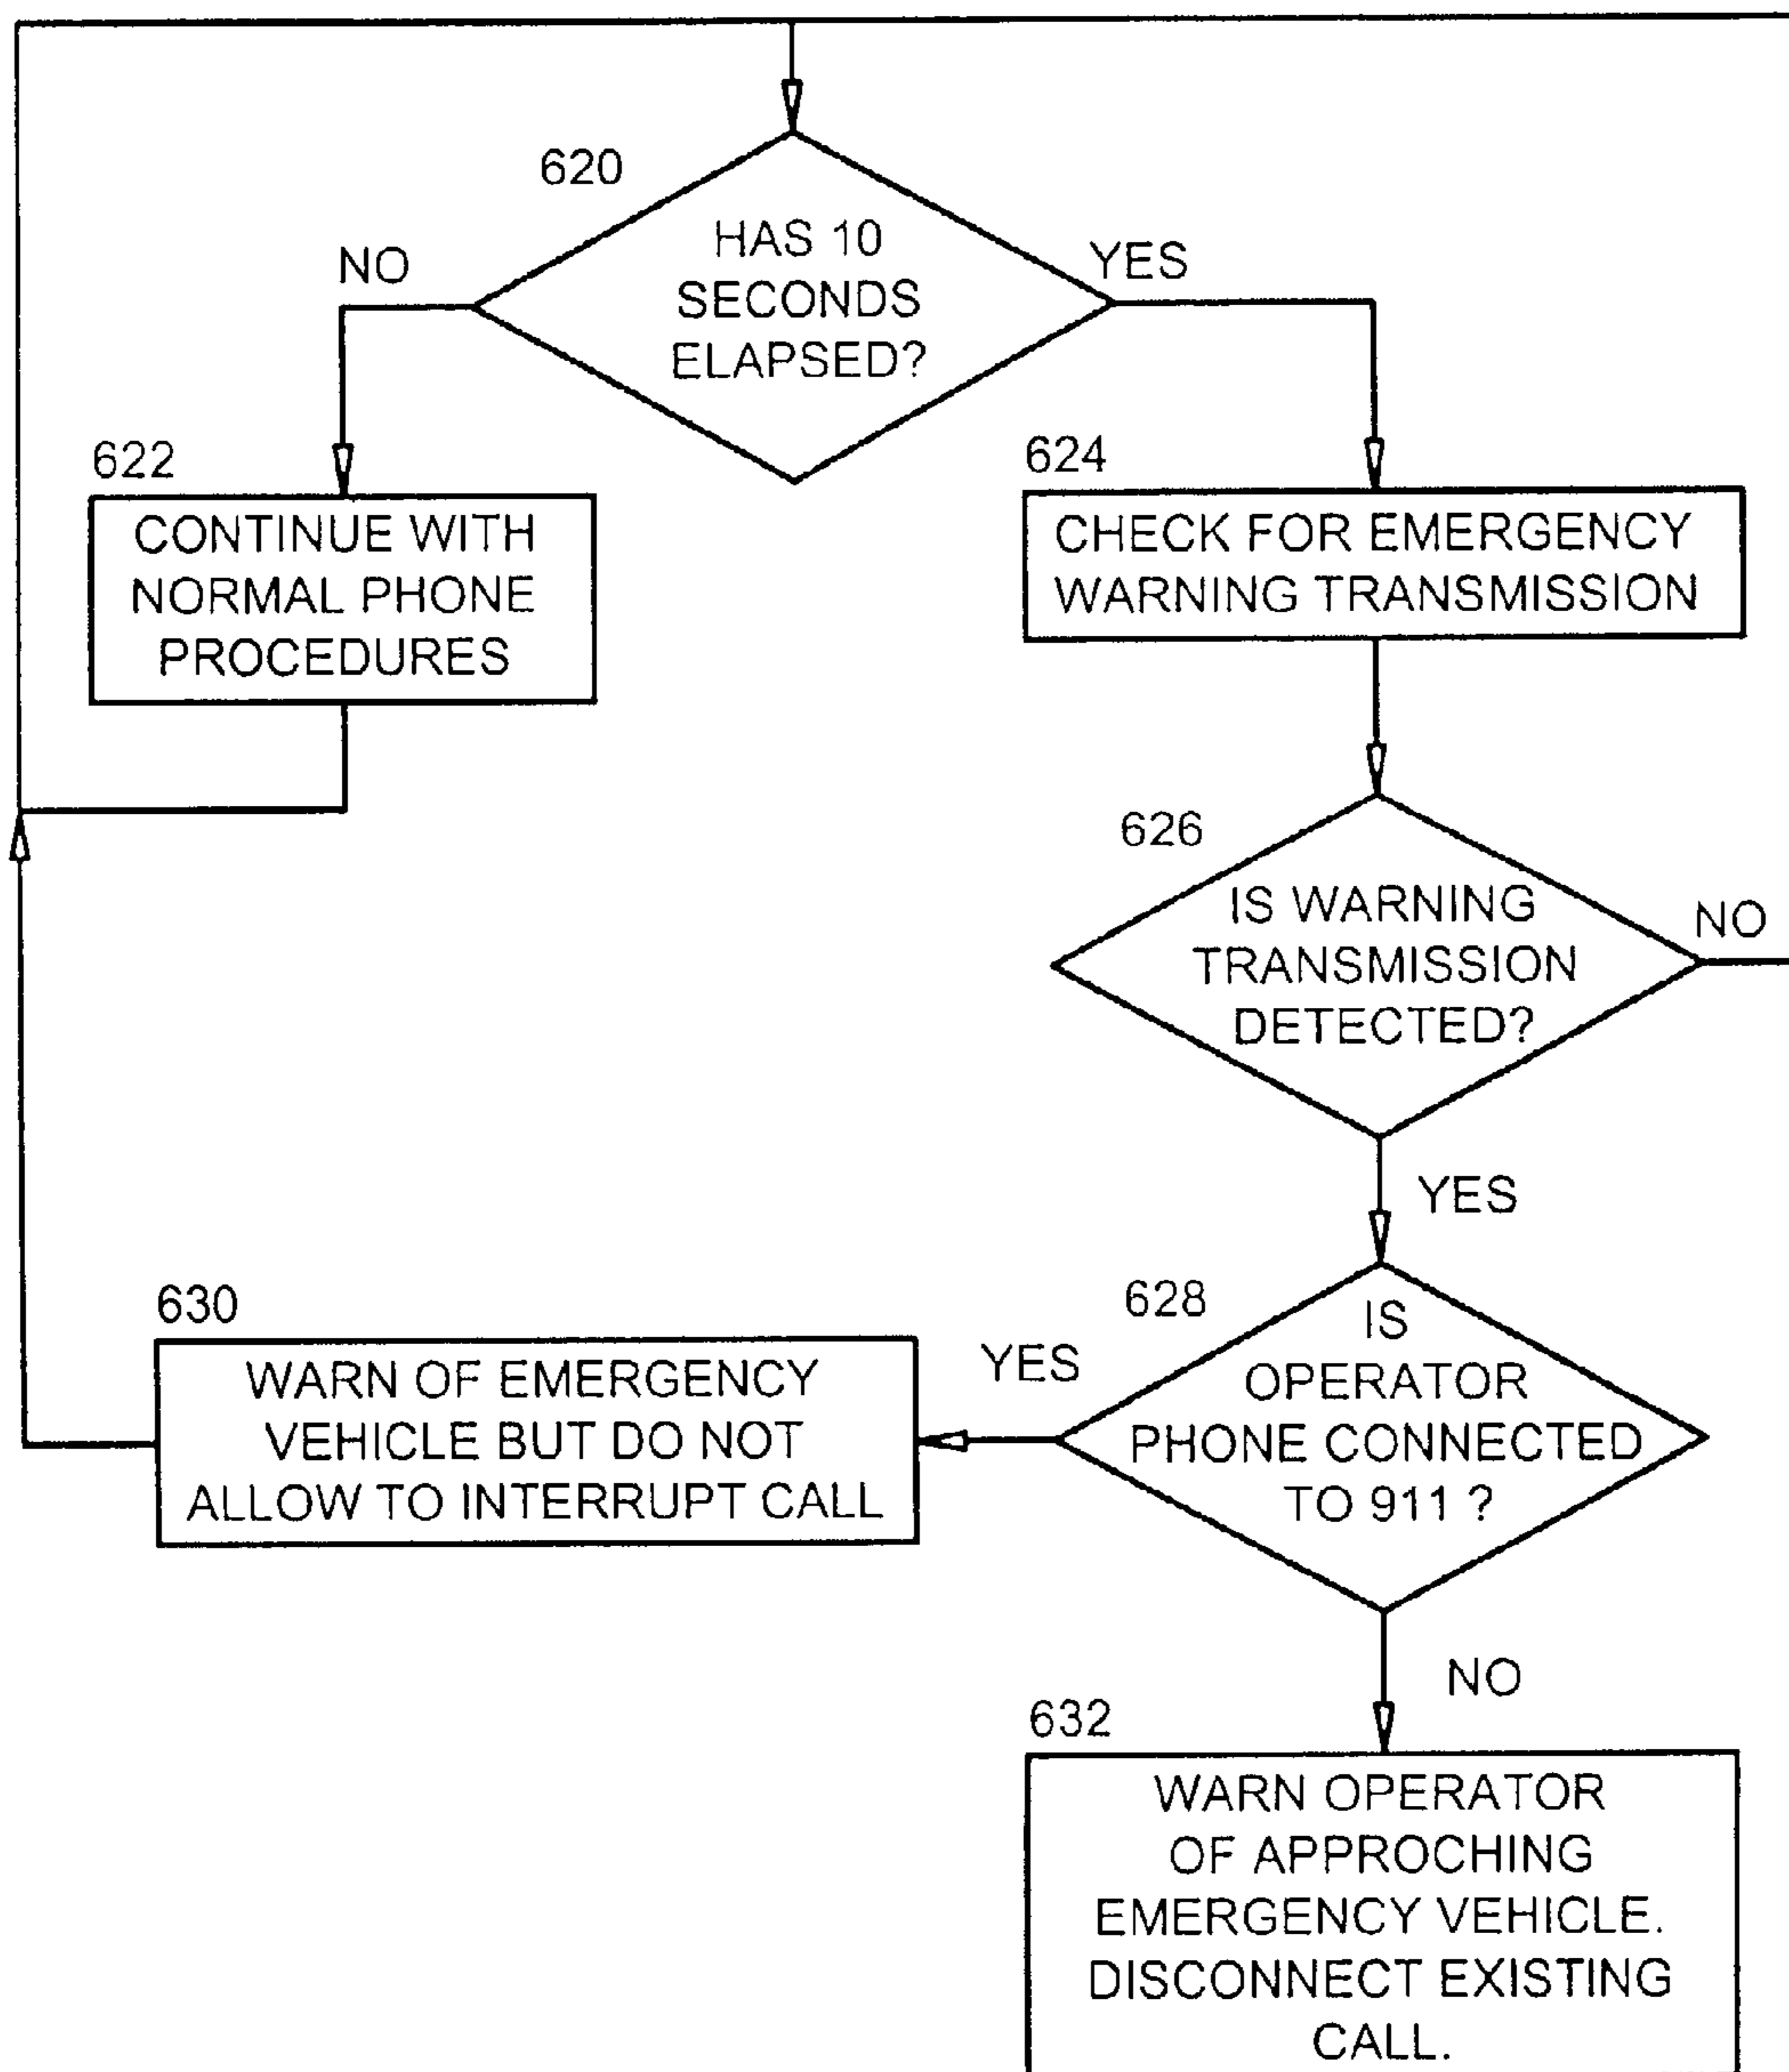 620
HAS 10
SECONDS
ELAPSED?
NO
YES
622
CONTINUE WITH
NORMAL PHONE
PROCEDURES
624
CHECK FOR EMERGENCY
WARNING TRANSMISSION
626
IS WARNING
TRANSMISSION
DETECTED?
NO
YES
628
IS
OPERATOR
PHONE CONNECTED
TO 911 ?
YES
630
WARN OF EMERGENCY
VEHICLE BUT DO NOT
ALLOW TO INTERRUPT CALL
NO
632
WARN OPERATOR
OF APPROCHING
EMERGENCY VEHICLE.
DISCONNECT EXISTING
CALL.